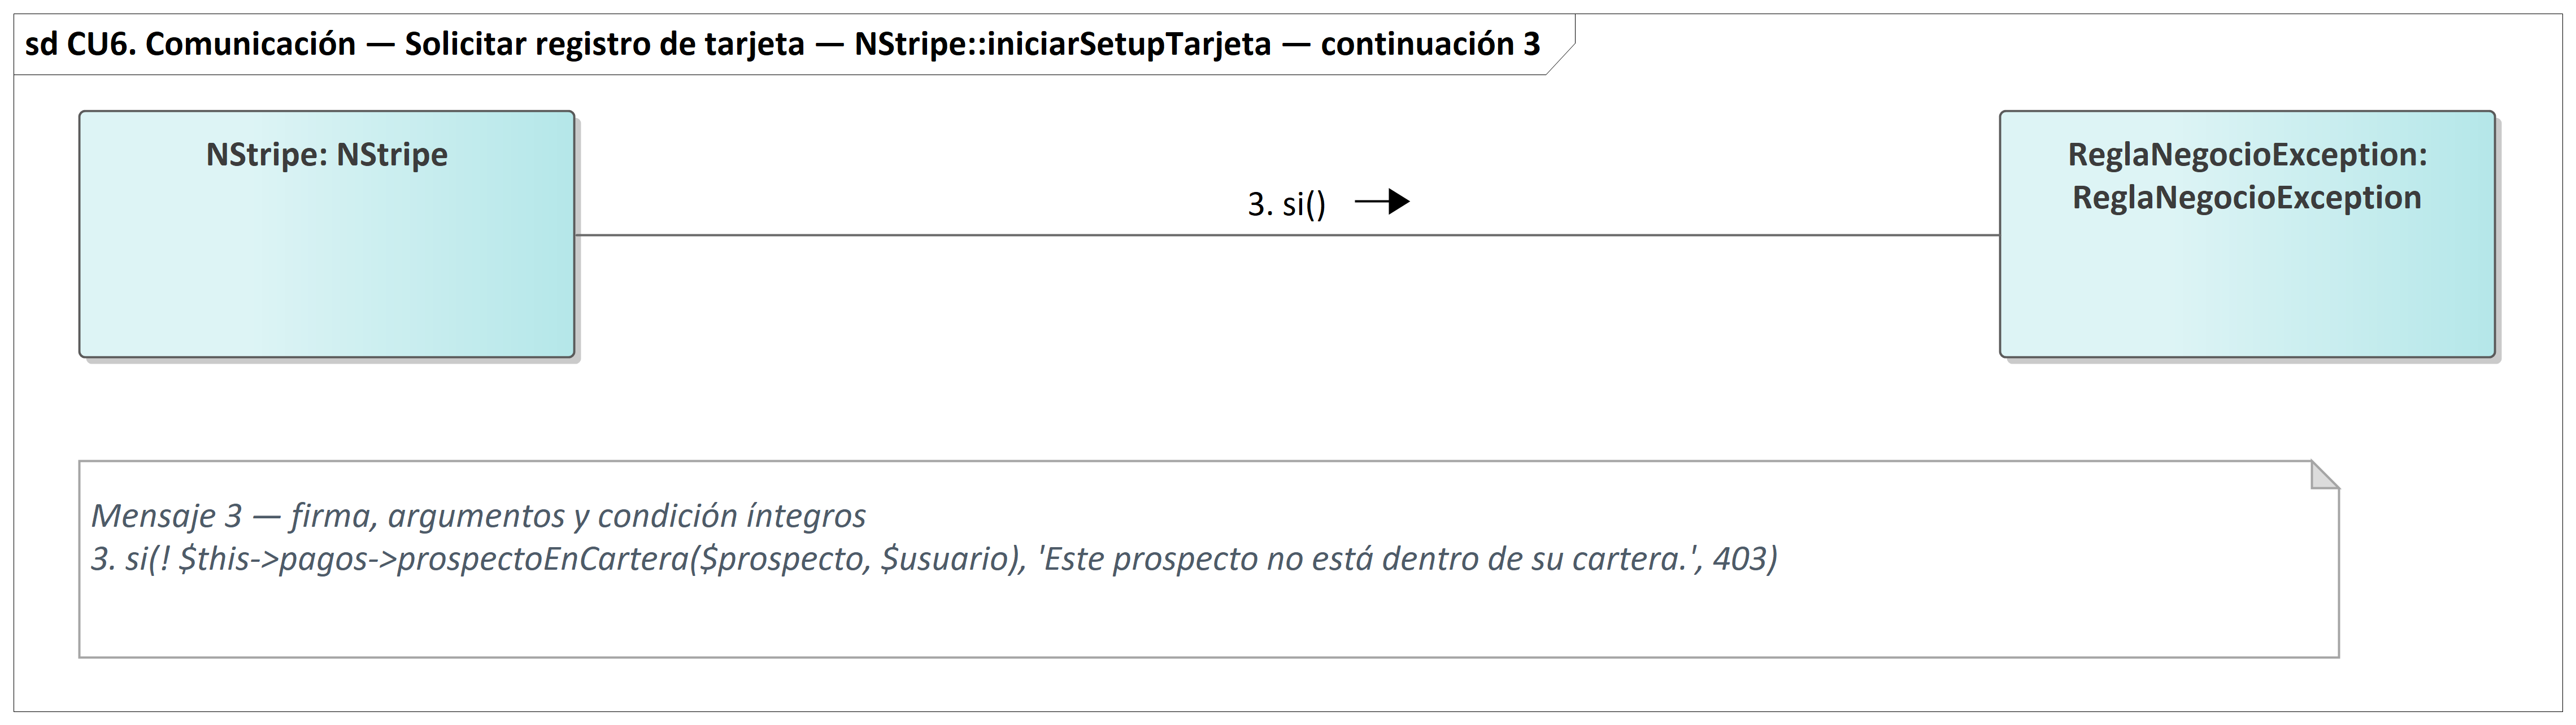 sd CU6. Comunicación — Solicitar registro de tarjeta — NStripe::iniciarSetupTarjeta — continuación 3
NStripe: NStripe
ReglaNegocioException:
ReglaNegocioException
3. si()
Mensaje 3 — firma, argumentos y condición íntegros
3. si(! $this->pagos->prospectoEnCartera($prospecto, $usuario), 'Este prospecto no está dentro de su cartera.', 403)